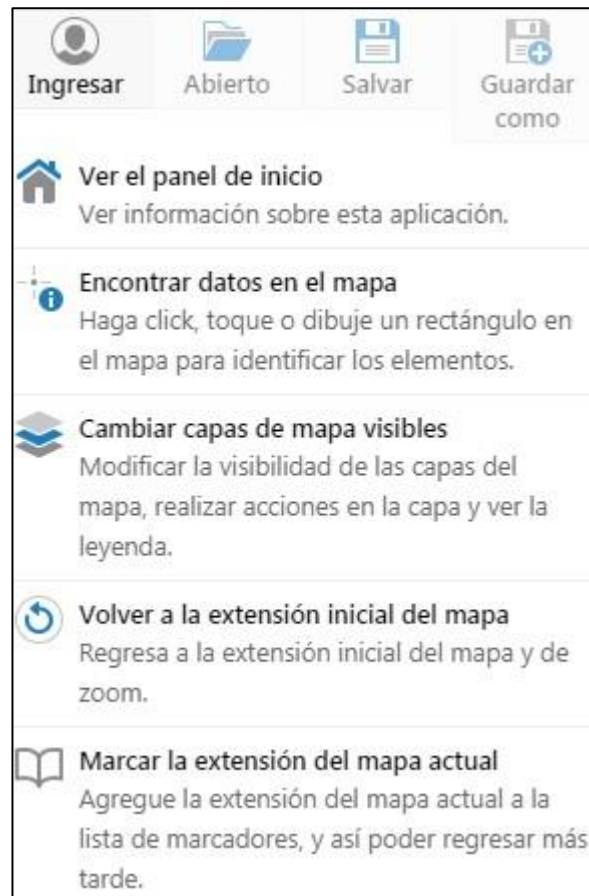 Ingresar
Abierto
Salvar
Guardar
como
Ver el panel de inicio
Ver información sobre esta aplicación.
Encontrar datos en el mapa
Haga click, toque o dibuje un rectángulo en
el mapa para identificar los elementos.
Cambiar capas de mapa visibles
Modificar la visibilidad de las capas del
mapa, realizar acciones en la capa y ver la
leyenda.
Volver a la extensión inicial del mapa
Regresa a la extensión inicial del mapa y de
zoom.
Marcar la extensión del mapa actual
Agregue la extensión del mapa actual a la
lista de marcadores, y así poder regresar más
tarde.